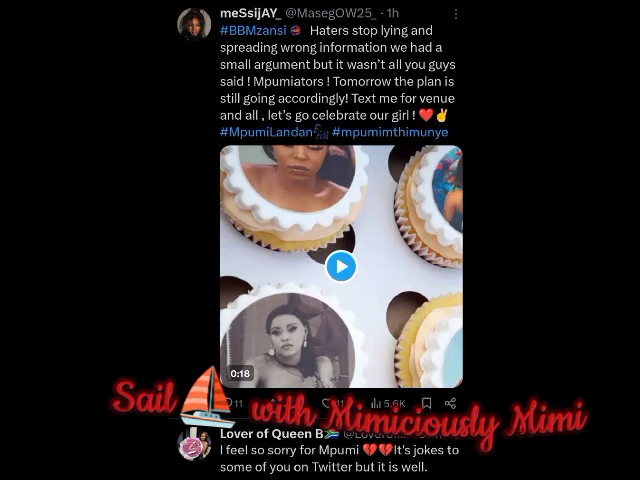 meSsijAY_ @MasegOW25_ · 1h
#BBMzansi Haters stop lying and
spreading wrong information we had a
small argument but it wasn't all you guys
said ! Mpumiators ! Tomorrow the plan is
still going accordingly! Text me for venue
and all , let's go celebrate our girl ! ❤️✌️
#MpumiLandan #mpumimthimunye
0:18
11
5.6K
Sail with Mimiciously Mimi
Lover of Queen B🇿🇦
I feel so sorry for Mpumi 💔💔It's jokes to
some of you on Twitter but it is well.